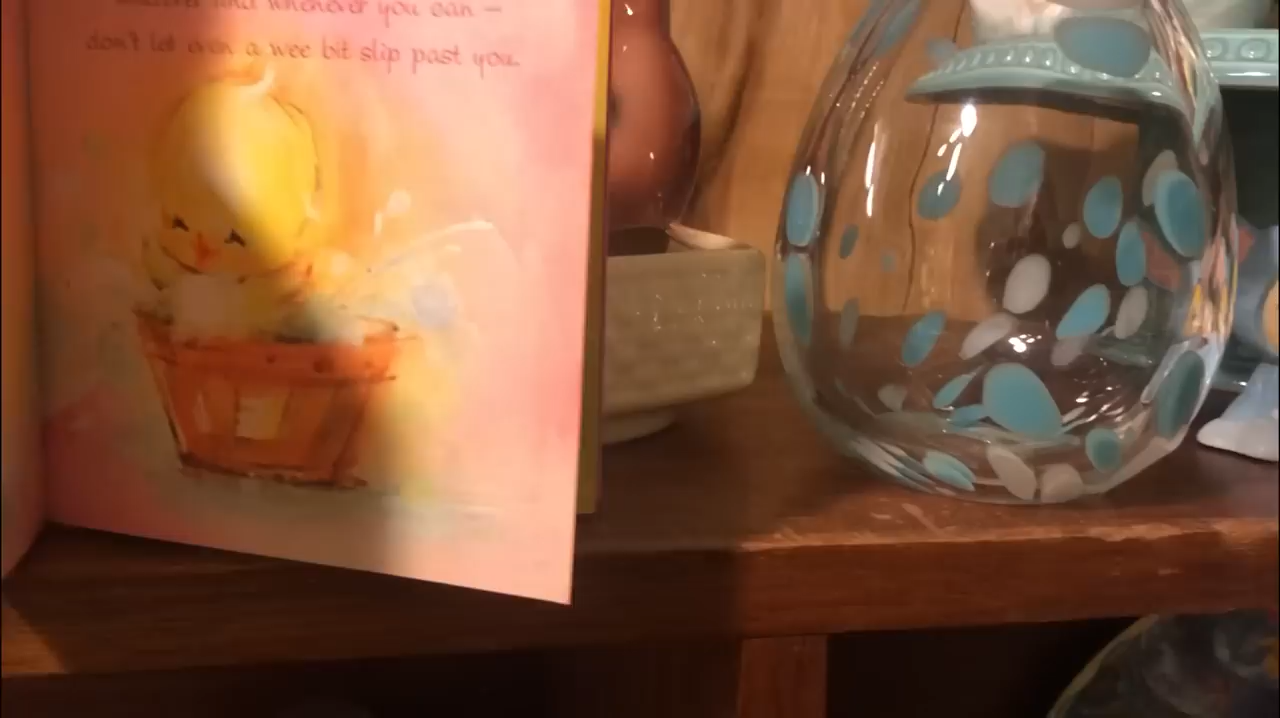 and whenever you can —
don't let even a wee bit slip past you.